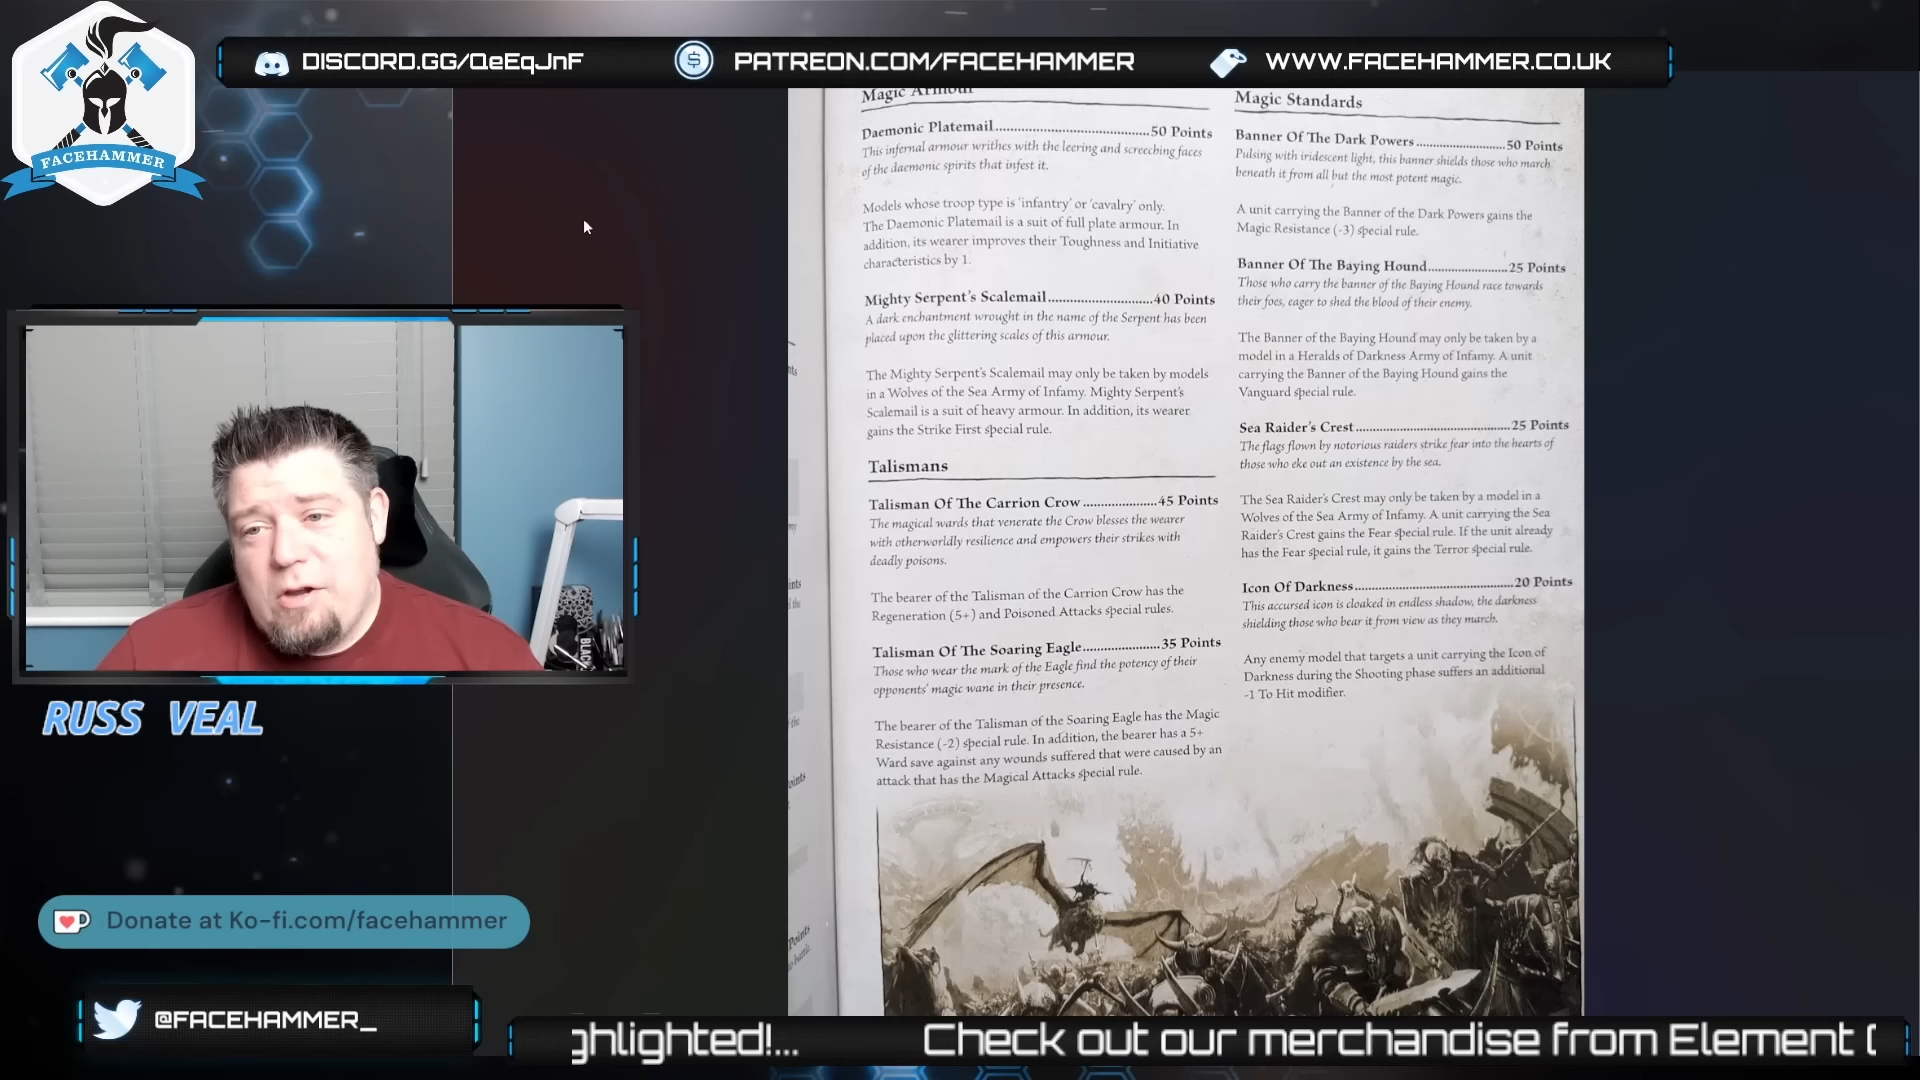 DISCORD.GG/QeEqJnF
PATREON.COM/FACEHAMMER
WWW.FACEHAMMER.CO.UK
FACEHAMMER
Magic Armour
Daemonic Platemail..............................................50 Points
This infernal armour writhes with the leering and screeching faces
of the daemonic spirits that infest it.
Models whose troop type is 'infantry' or 'cavalry' only.
The Daemonic Platemail is a suit of full plate armour. In
addition, its wearer improves their Toughness and Initiative
characteristics by 1.
Mighty Serpent's Scalemail............................40 Points
A dark enchantment wrought in the name of the Serpent has been
placed upon the glittering scales of this armour.
The Mighty Serpent's Scalemail may only be taken by models
in a Wolves of the Sea Army of Infamy. Mighty Serpent's
Scalemail is a suit of heavy armour. In addition, its wearer
gains the Strike First special rule.
Talismans
Talisman Of The Carrion Crow....................45 Points
The magical wards that venerate the Crow blesses the wearer
with otherworldly resilience and empowers their strikes with
deadly poisons.
The bearer of the Talisman of the Carrion Crow has the
Regeneration (5+) and Poisoned Attacks special rules.
Talisman Of The Soaring Eagle.....................35 Points
Those who wear the mark of the Eagle find the potency of their
opponents' magic wane in their presence.
The bearer of the Talisman of the Soaring Eagle has the Magic
Resistance (-2) special rule. In addition, the bearer has a 5+
Ward save against any wounds suffered that were caused by an
attack that has the Magical Attacks special rule.
Magic Standards
Banner Of The Dark Powers........................50 Points
Pulsing with iridescent light, this banner shields those who march
beneath it from all but the most potent magic.
A unit carrying the Banner of the Dark Powers gains the
Magic Resistance (-3) special rule.
Banner Of The Baying Hound......................25 Points
Those who carry the banner of the Baying Hound race towards
their foes, eager to shed the blood of their enemy.
The Banner of the Baying Hound may only be taken by a
model in a Heralds of Darkness Army of Infamy. A unit
carrying the Banner of the Baying Hound gains the
Vanguard special rule.
Sea Raider's Crest..........................................25 Points
The flags flown by notorious raiders strike fear into the hearts of
those who eke out an existence by the sea.
The Sea Raider's Crest may only be taken by a model in a
Wolves of the Sea Army of Infamy. A unit carrying the Sea
Raider's Crest gains the Fear special rule. If the unit already
has the Fear special rule, it gains the Terror special rule.
Icon Of Darkness...........................................20 Points
This accursed icon is cloaked in endless shadow, the darkness
shielding those who bear it from view as they march.
Any enemy model that targets a unit carrying the Icon of
Darkness during the Shooting phase suffers an additional
-1 To Hit modifier.
RUSS VEAL
Donate at Ko-fi.com/facehammer
@FACEHAMMER_
ghlighted!... Check out our merchandise from Element